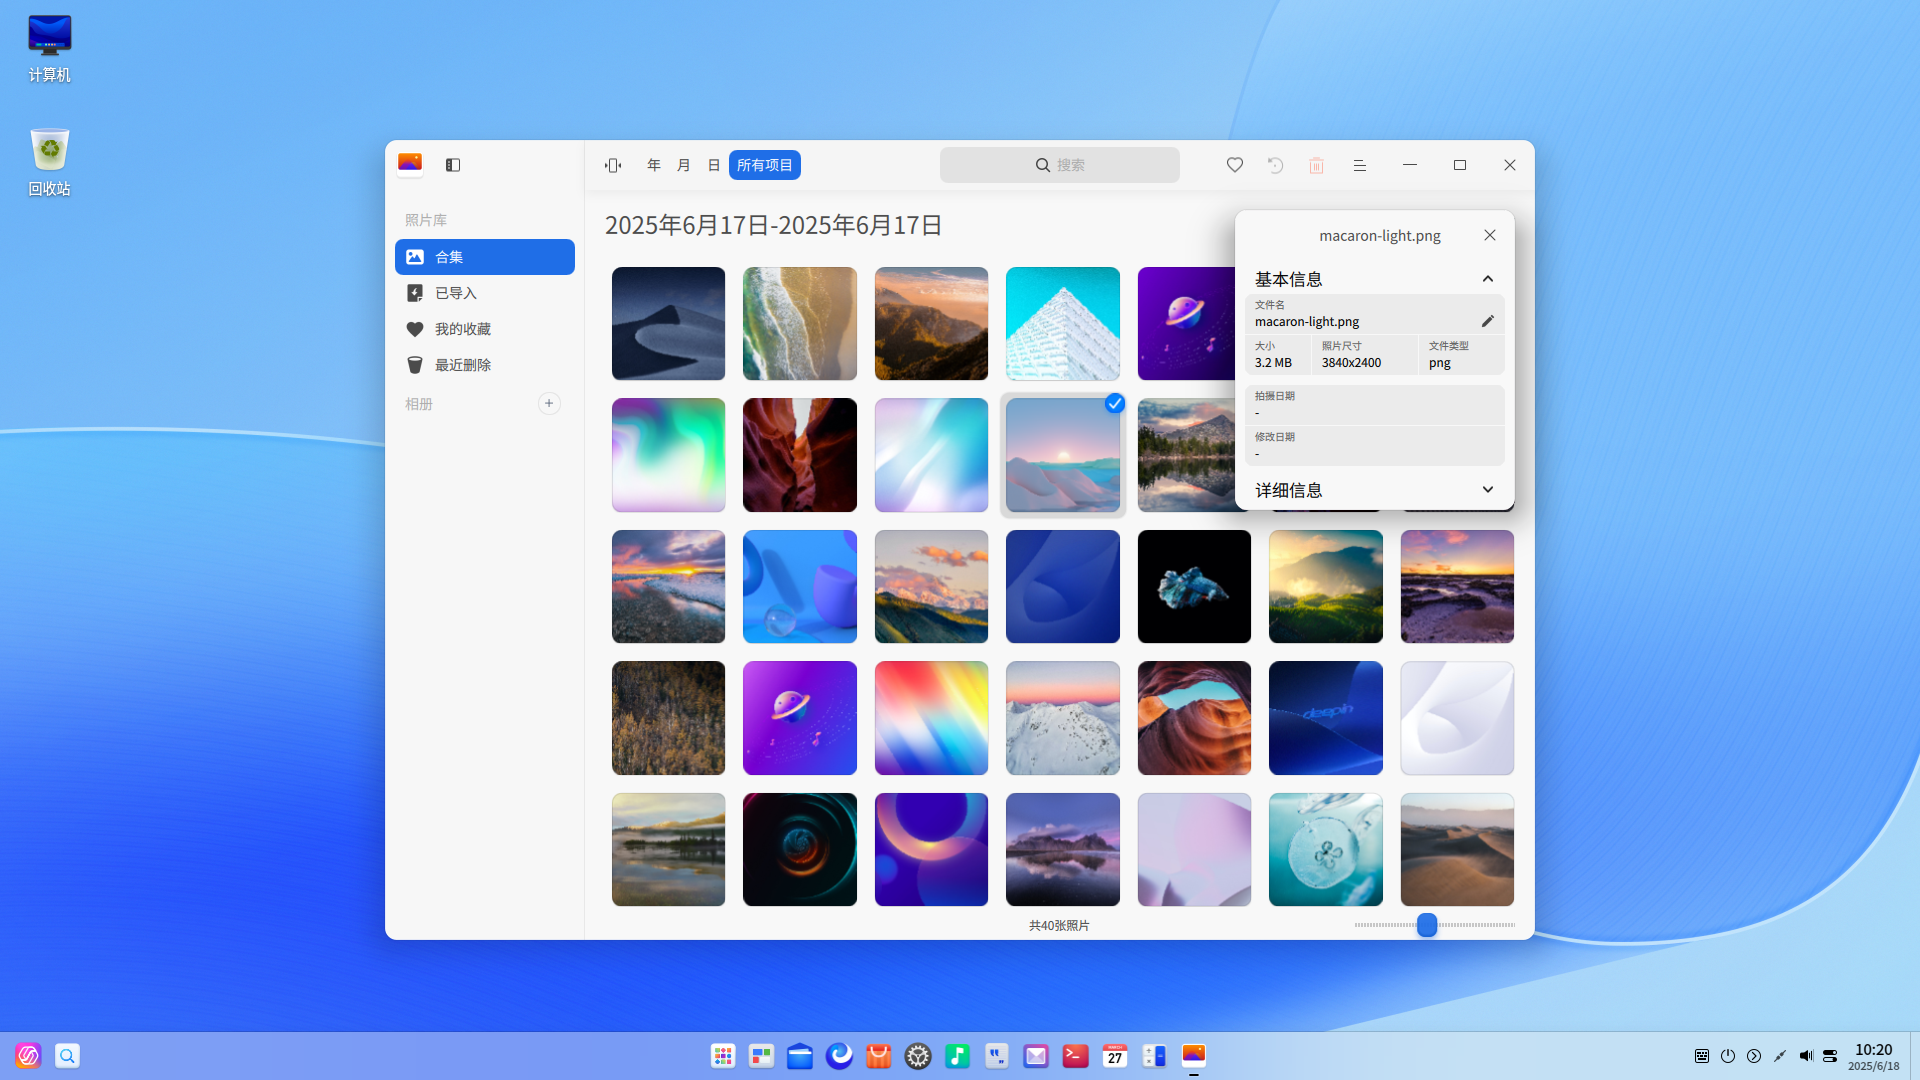 计算机
回收站
年 月 日 所有项目
搜索
照片库
合集
已导入
我的收藏
最近删除
相册
2025年6月17日-2025年6月17日
macaron-light.png
基本信息
文件名
macaron-light.png
大小 照片尺寸 文件类型
3.2 MB 3840x2400 png
拍摄日期
-
修改日期
-
详细信息
deepin
共40张照片
MARCH
27
10:20
2025/6/18